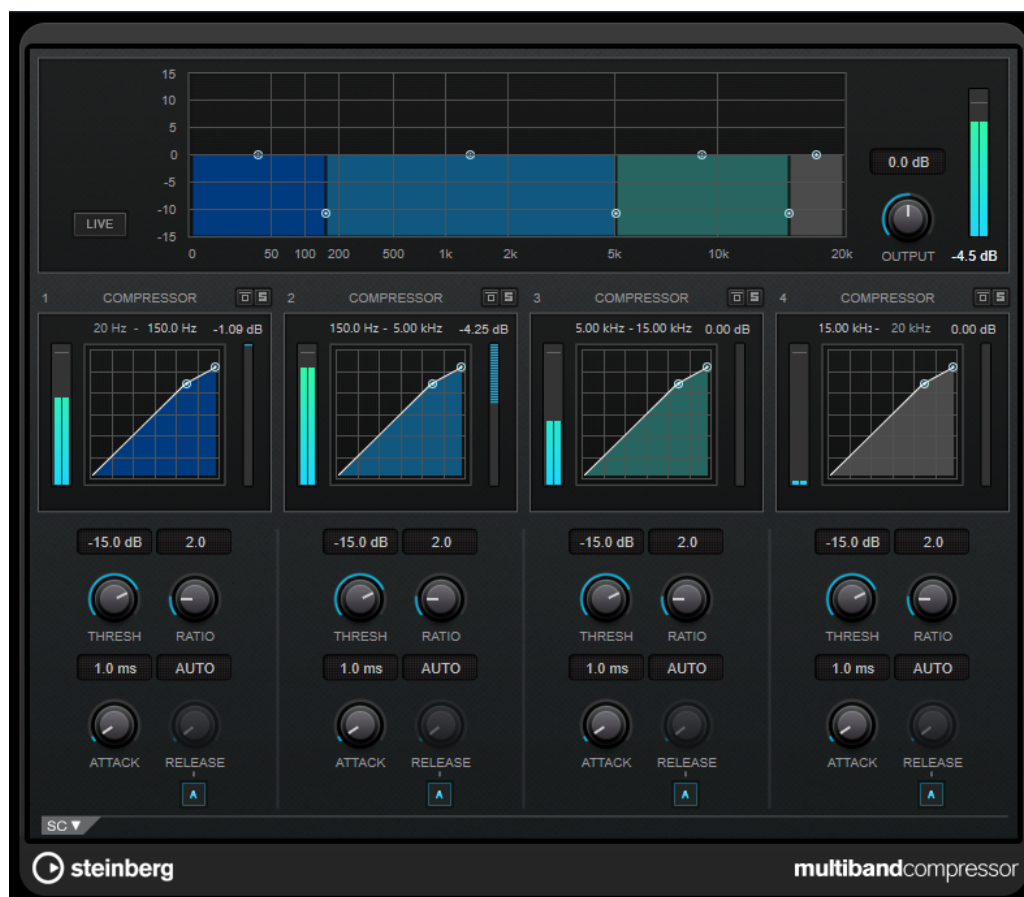 15
10
5
0
-5
-10
-15
LIVE
0 50 100 200 500 1k 2k 5k 10k 20k
0.0 dB
OUTPUT -4.5 dB
1 COMPRESSOR S
2 COMPRESSOR S
3 COMPRESSOR S
4 COMPRESSOR S
20 Hz - 150.0 Hz -1.09 dB
150.0 Hz - 5.00 kHz -4.25 dB
5.00 kHz - 15.00 kHz 0.00 dB
15.00 kHz - 20 kHz 0.00 dB
-15.0 dB 2.0 -15.0 dB 2.0 -15.0 dB 2.0 -15.0 dB 2.0
THRESH RATIO THRESH RATIO THRESH RATIO THRESH RATIO
1.0 ms AUTO 1.0 ms AUTO 1.0 ms AUTO 1.0 ms AUTO
ATTACK RELEASE ATTACK RELEASE ATTACK RELEASE ATTACK RELEASE
A A A A
SC ▼
steinberg
multibandcompressor